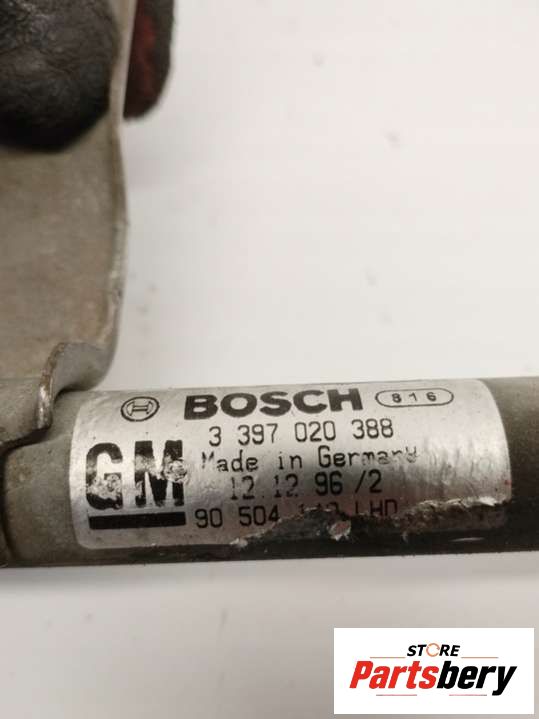 BOSCH 816
3 397 020 388
GM
Made in Germany
12.12 96/2
90 504 LHD
STORE
Partsbery